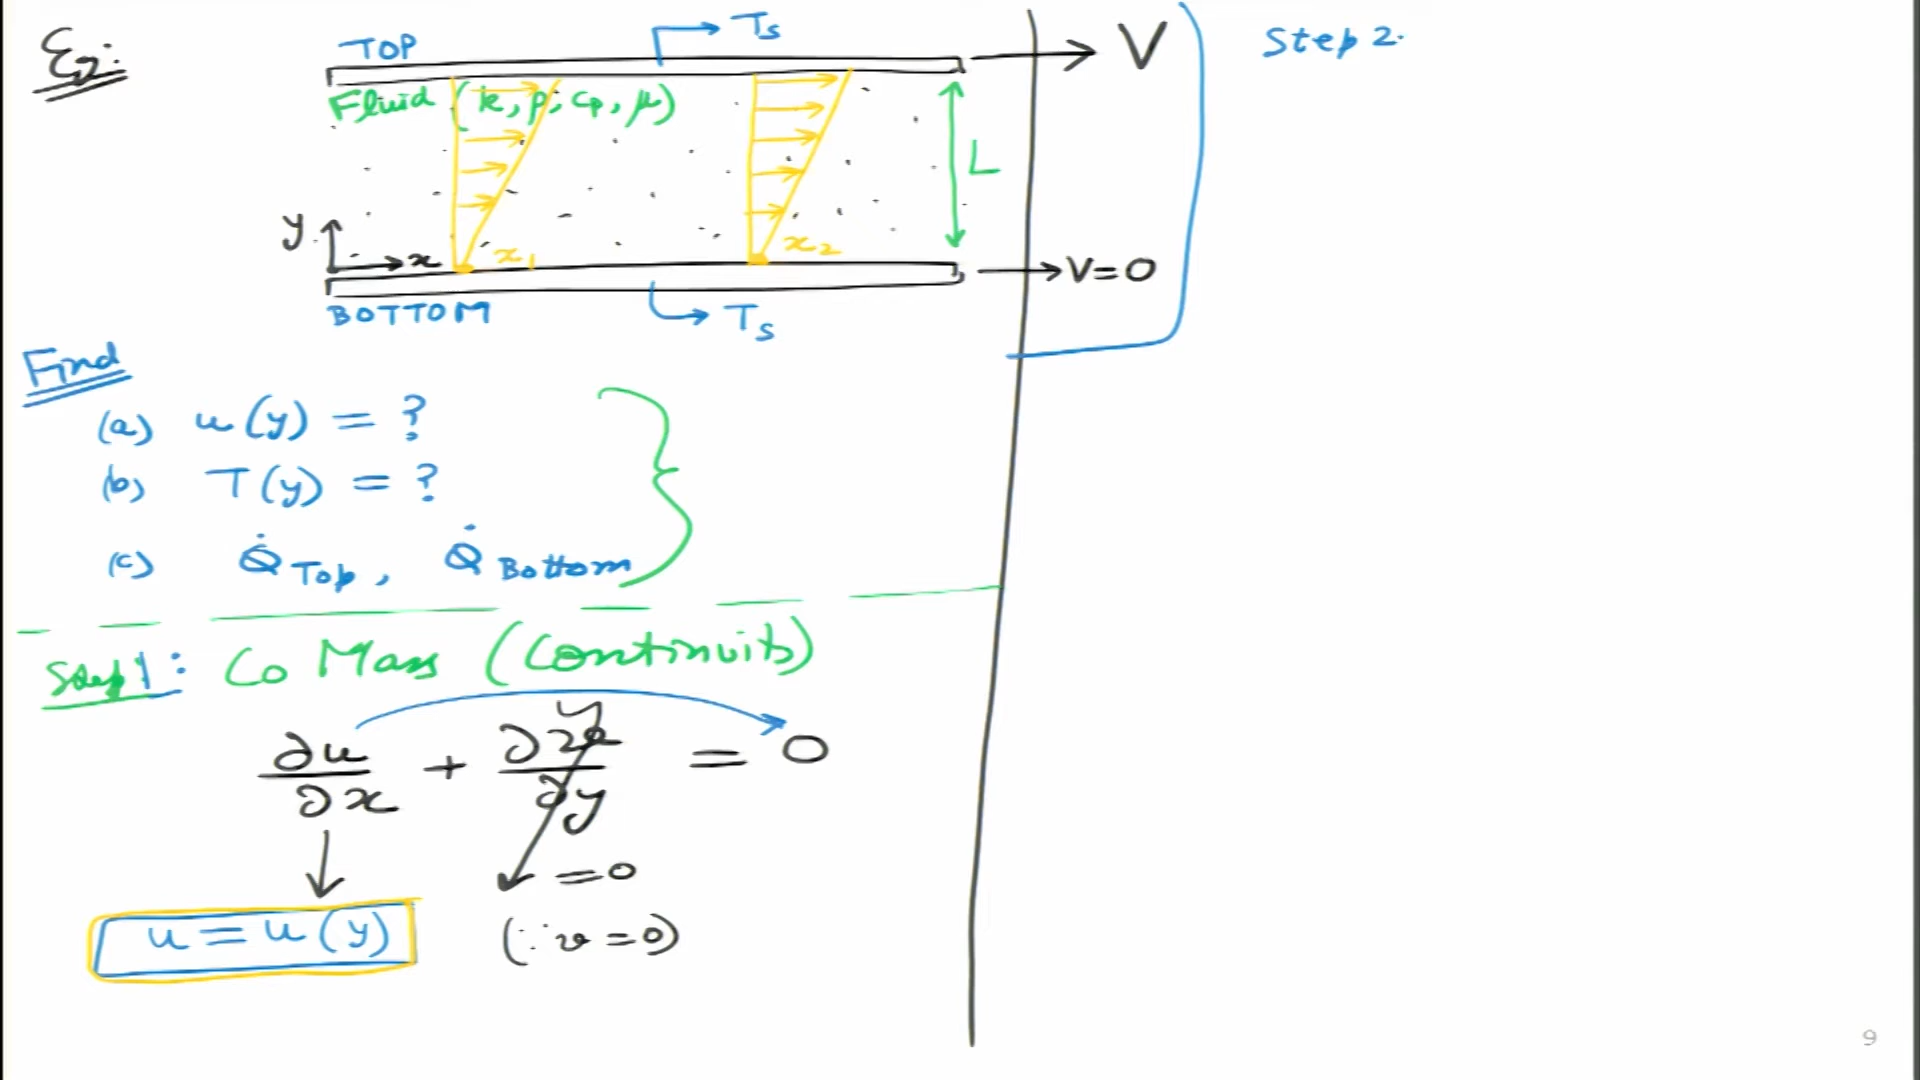 Eg:
TOP
Ts
V
Fluid (k, ρ, cp, μ)
L
y
x
x₁
x₂
V=0
BOTTOM
Ts
Find
(a) u(y) = ?
(b) T(y) = ?
(c) Q̇ Top, Q̇ Bottom
Step 1: Co Mass (Continuity)
∂u/∂x + ∂v/∂y = 0
= 0
u = u(y)
(∵ v = 0)
Step 2.
9